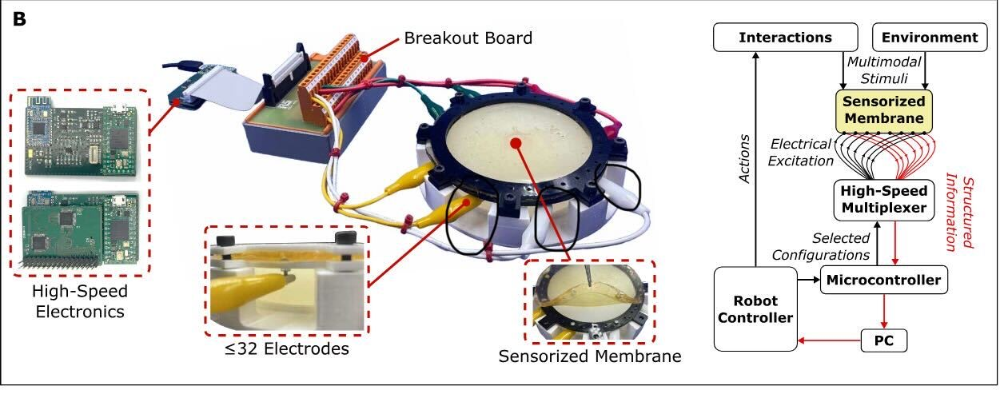 B
Breakout Board
High-Speed
Electronics
≤32 Electrodes
Sensorized Membrane
Interactions
Environment
Multimodal
Stimuli
Sensorized
Membrane
Electrical
Excitation
High-Speed
Multiplexer
Structured
Information
Actions
Selected
Configurations
Microcontroller
Robot
Controller
PC